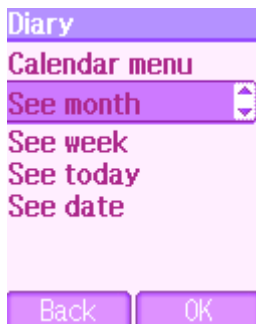 Diary
Calendar menu
See month
See week
See today
See date
Back OK